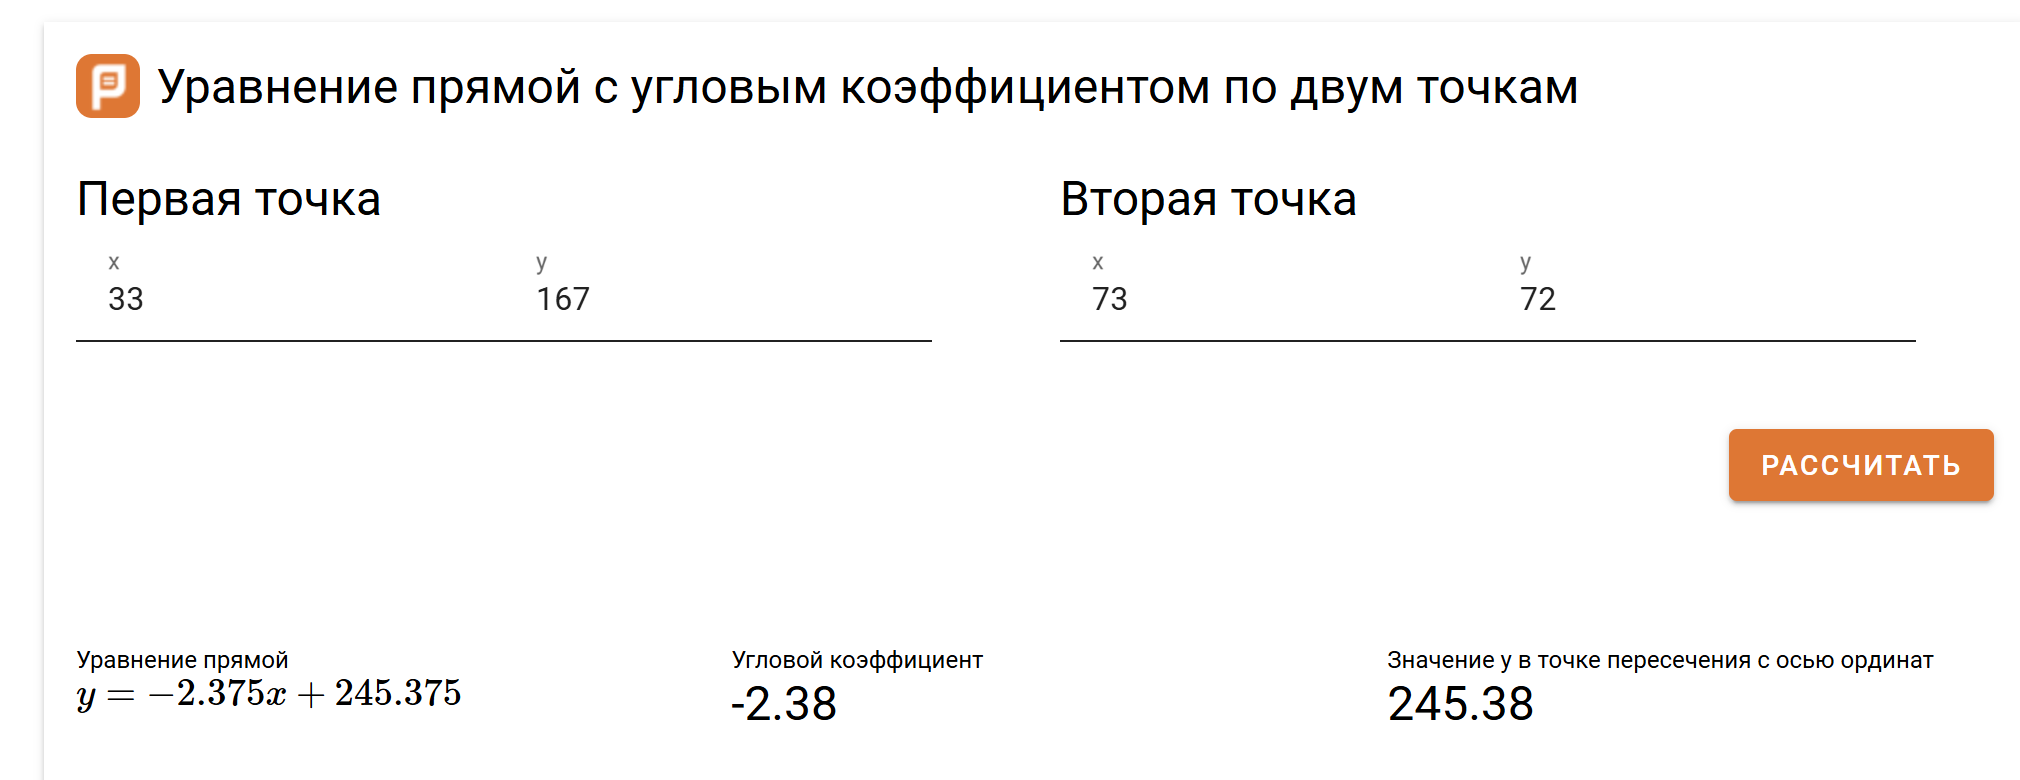 Уравнение прямой с угловым коэффициентом по двум точкам
Первая точка
Вторая точка
x
y
x
y
33
167
73
72
РАССЧИТАТЬ
Уравнение прямой
Угловой коэффициент
Значение y в точке пересечения с осью ординат
y = −2.375x + 245.375
-2.38
245.38